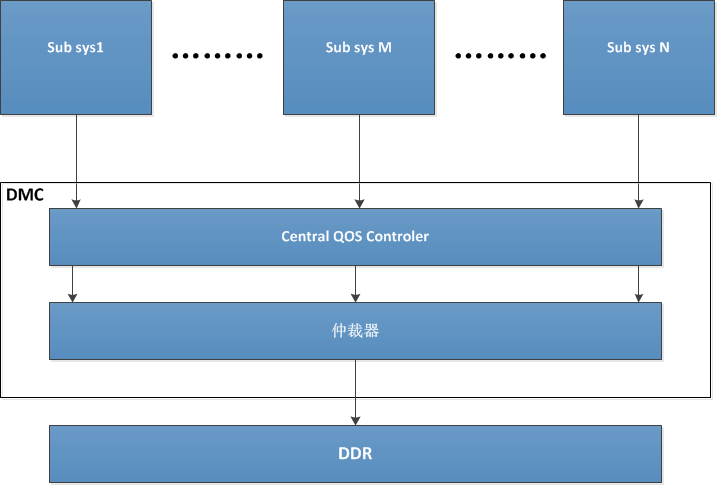 Sub sys1
Sub sys M
Sub sys N
DMC
Central QOS Controler
仲裁器
DDR